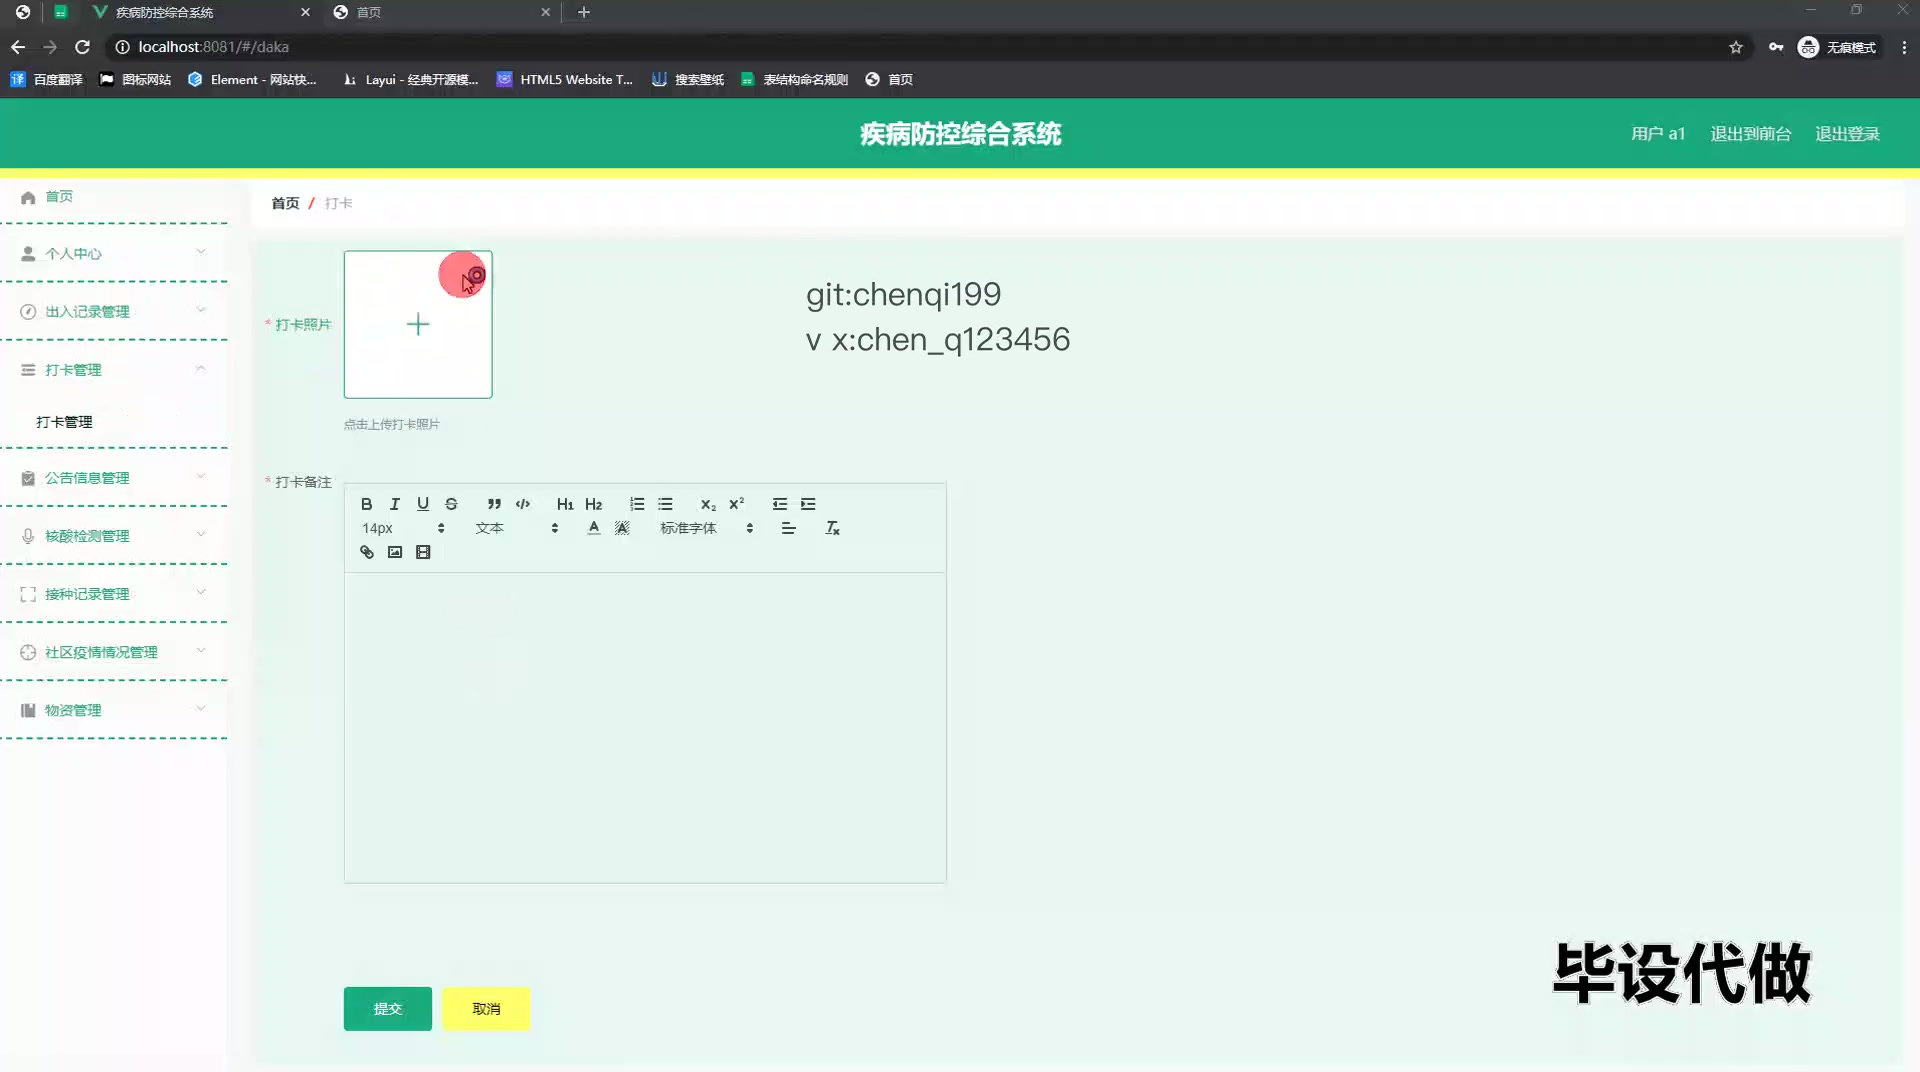 疾病防控综合系统
首页
localhost:8081/#/daka
无痕模式
百度翻译
图标网站
Element - 网站快...
Layui - 经典开源模...
HTML5 Website T...
搜索壁纸
表结构命名规则
首页
疾病防控综合系统
用户 a1
退出到前台
退出登录
首页
个人中心
出入记录管理
打卡管理
打卡管理
公告信息管理
核酸检测管理
接种记录管理
社区疫情情况管理
物资管理
首页 / 打卡
* 打卡照片
点击上传打卡照片
git:chenqi199
v x:chen_q123456
* 打卡备注
B I U S H1 H2 X2 X2
14px 文本 A A 标准字体 Tx
提交
取消
毕设代做